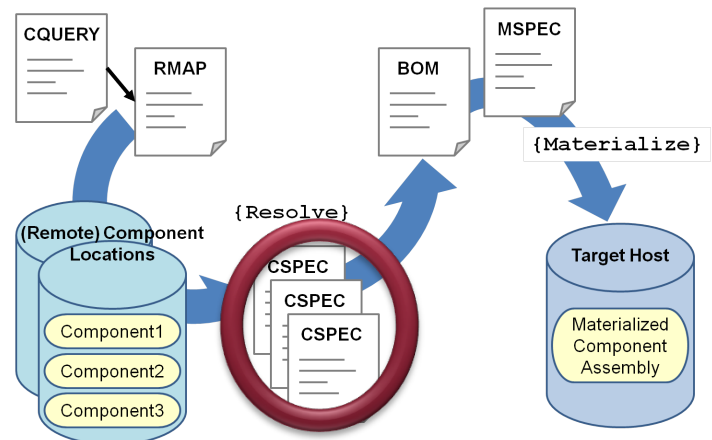 CQUERY
RMAP
BOM
MSPEC
{Materialize}
(Remote) Component
Locations
Component1
Component2
Component3
{Resolve}
CSPEC
CSPEC
CSPEC
Target Host
Materialized
Component
Assembly